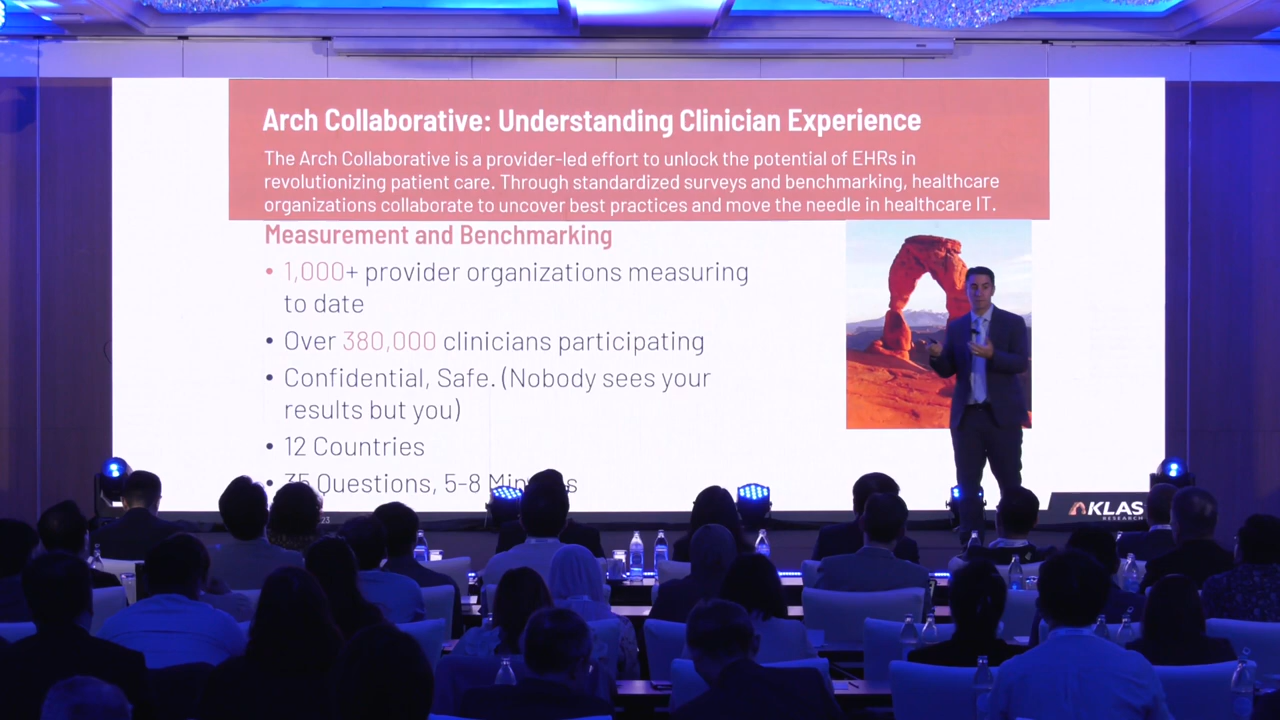 Arch Collaborative: Understanding Clinician Experience
The Arch Collaborative is a provider-led effort to unlock the potential of EHRs in
revolutionizing patient care. Through standardized surveys and benchmarking, healthcare
organizations collaborate to uncover best practices and move the needle in healthcare IT.
Measurement and Benchmarking
• 1,000+ provider organizations measuring
to date
• Over 380,000 clinicians participating
• Confidential, Safe. (Nobody sees your
results but you)
• 12 Countries
• 35 Questions, 5-8 Minutes
KLAS
RESEARCH